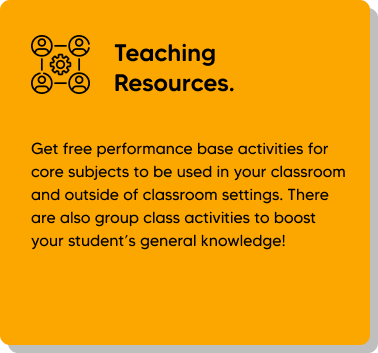 Teaching
Resources.
Get free performance base activities for
core subjects to be used in your classroom
and outside of classroom settings. There
are also group class activities to boost
your student's general knowledge!